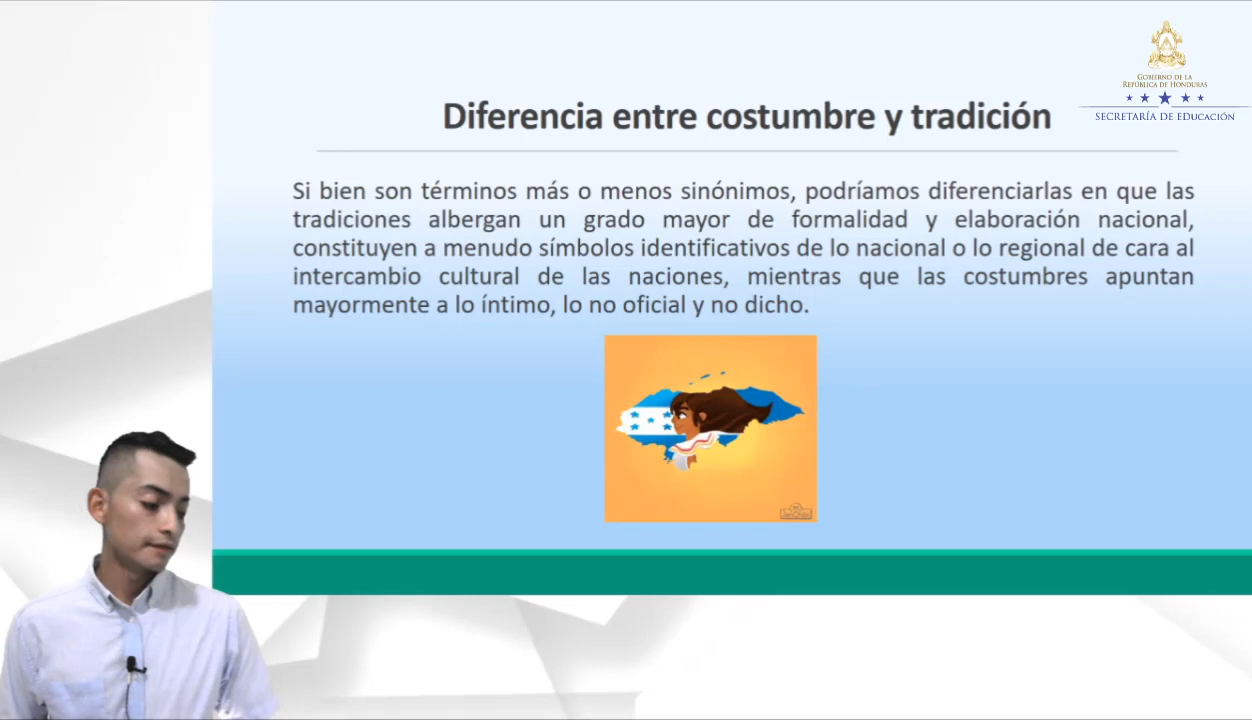 GOBIERNO DE LA
REPÚBLICA DE HONDURAS
SECRETARÍA DE EDUCACIÓN
Diferencia entre costumbre y tradición
Si bien son términos más o menos sinónimos, podríamos diferenciarlas en que las
tradiciones albergan un grado mayor de formalidad y elaboración nacional,
constituyen a menudo símbolos identificativos de lo nacional o lo regional de cara al
intercambio cultural de las naciones, mientras que las costumbres apuntan
mayormente a lo íntimo, lo no oficial y no dicho.